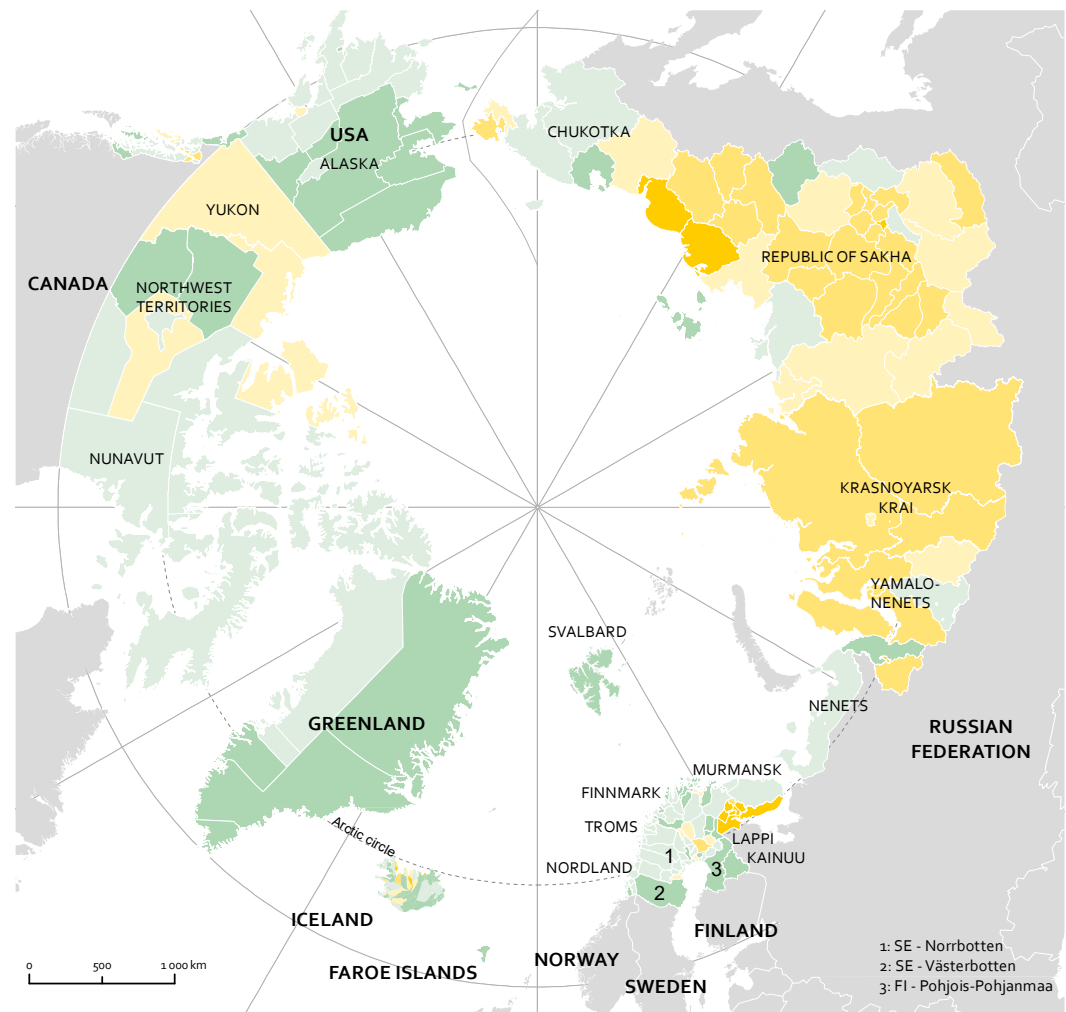 CHUKOTKA
USA
ALASKA
YUKON
REPUBLIC OF SAKHA
CANADA
NORTHWEST
TERRITORIES
NUNAVUT
KRASNOYARSK
KRAI
YAMALO-
NENETS
SVALBARD
NENETS
GREENLAND
RUSSIAN
FEDERATION
MURMANSK
FINNMARK
Arctic circle
TROMS
LAPPI
KAINUU
1
NORDLAND
3
2
ICELAND
FINLAND
1: SE - Norrbotten
NORWAY
0 500 1 000 km
2: SE - Västerbotten
FAROE ISLANDS
SWEDEN
3: FI - Pohjois-Pohjanmaa